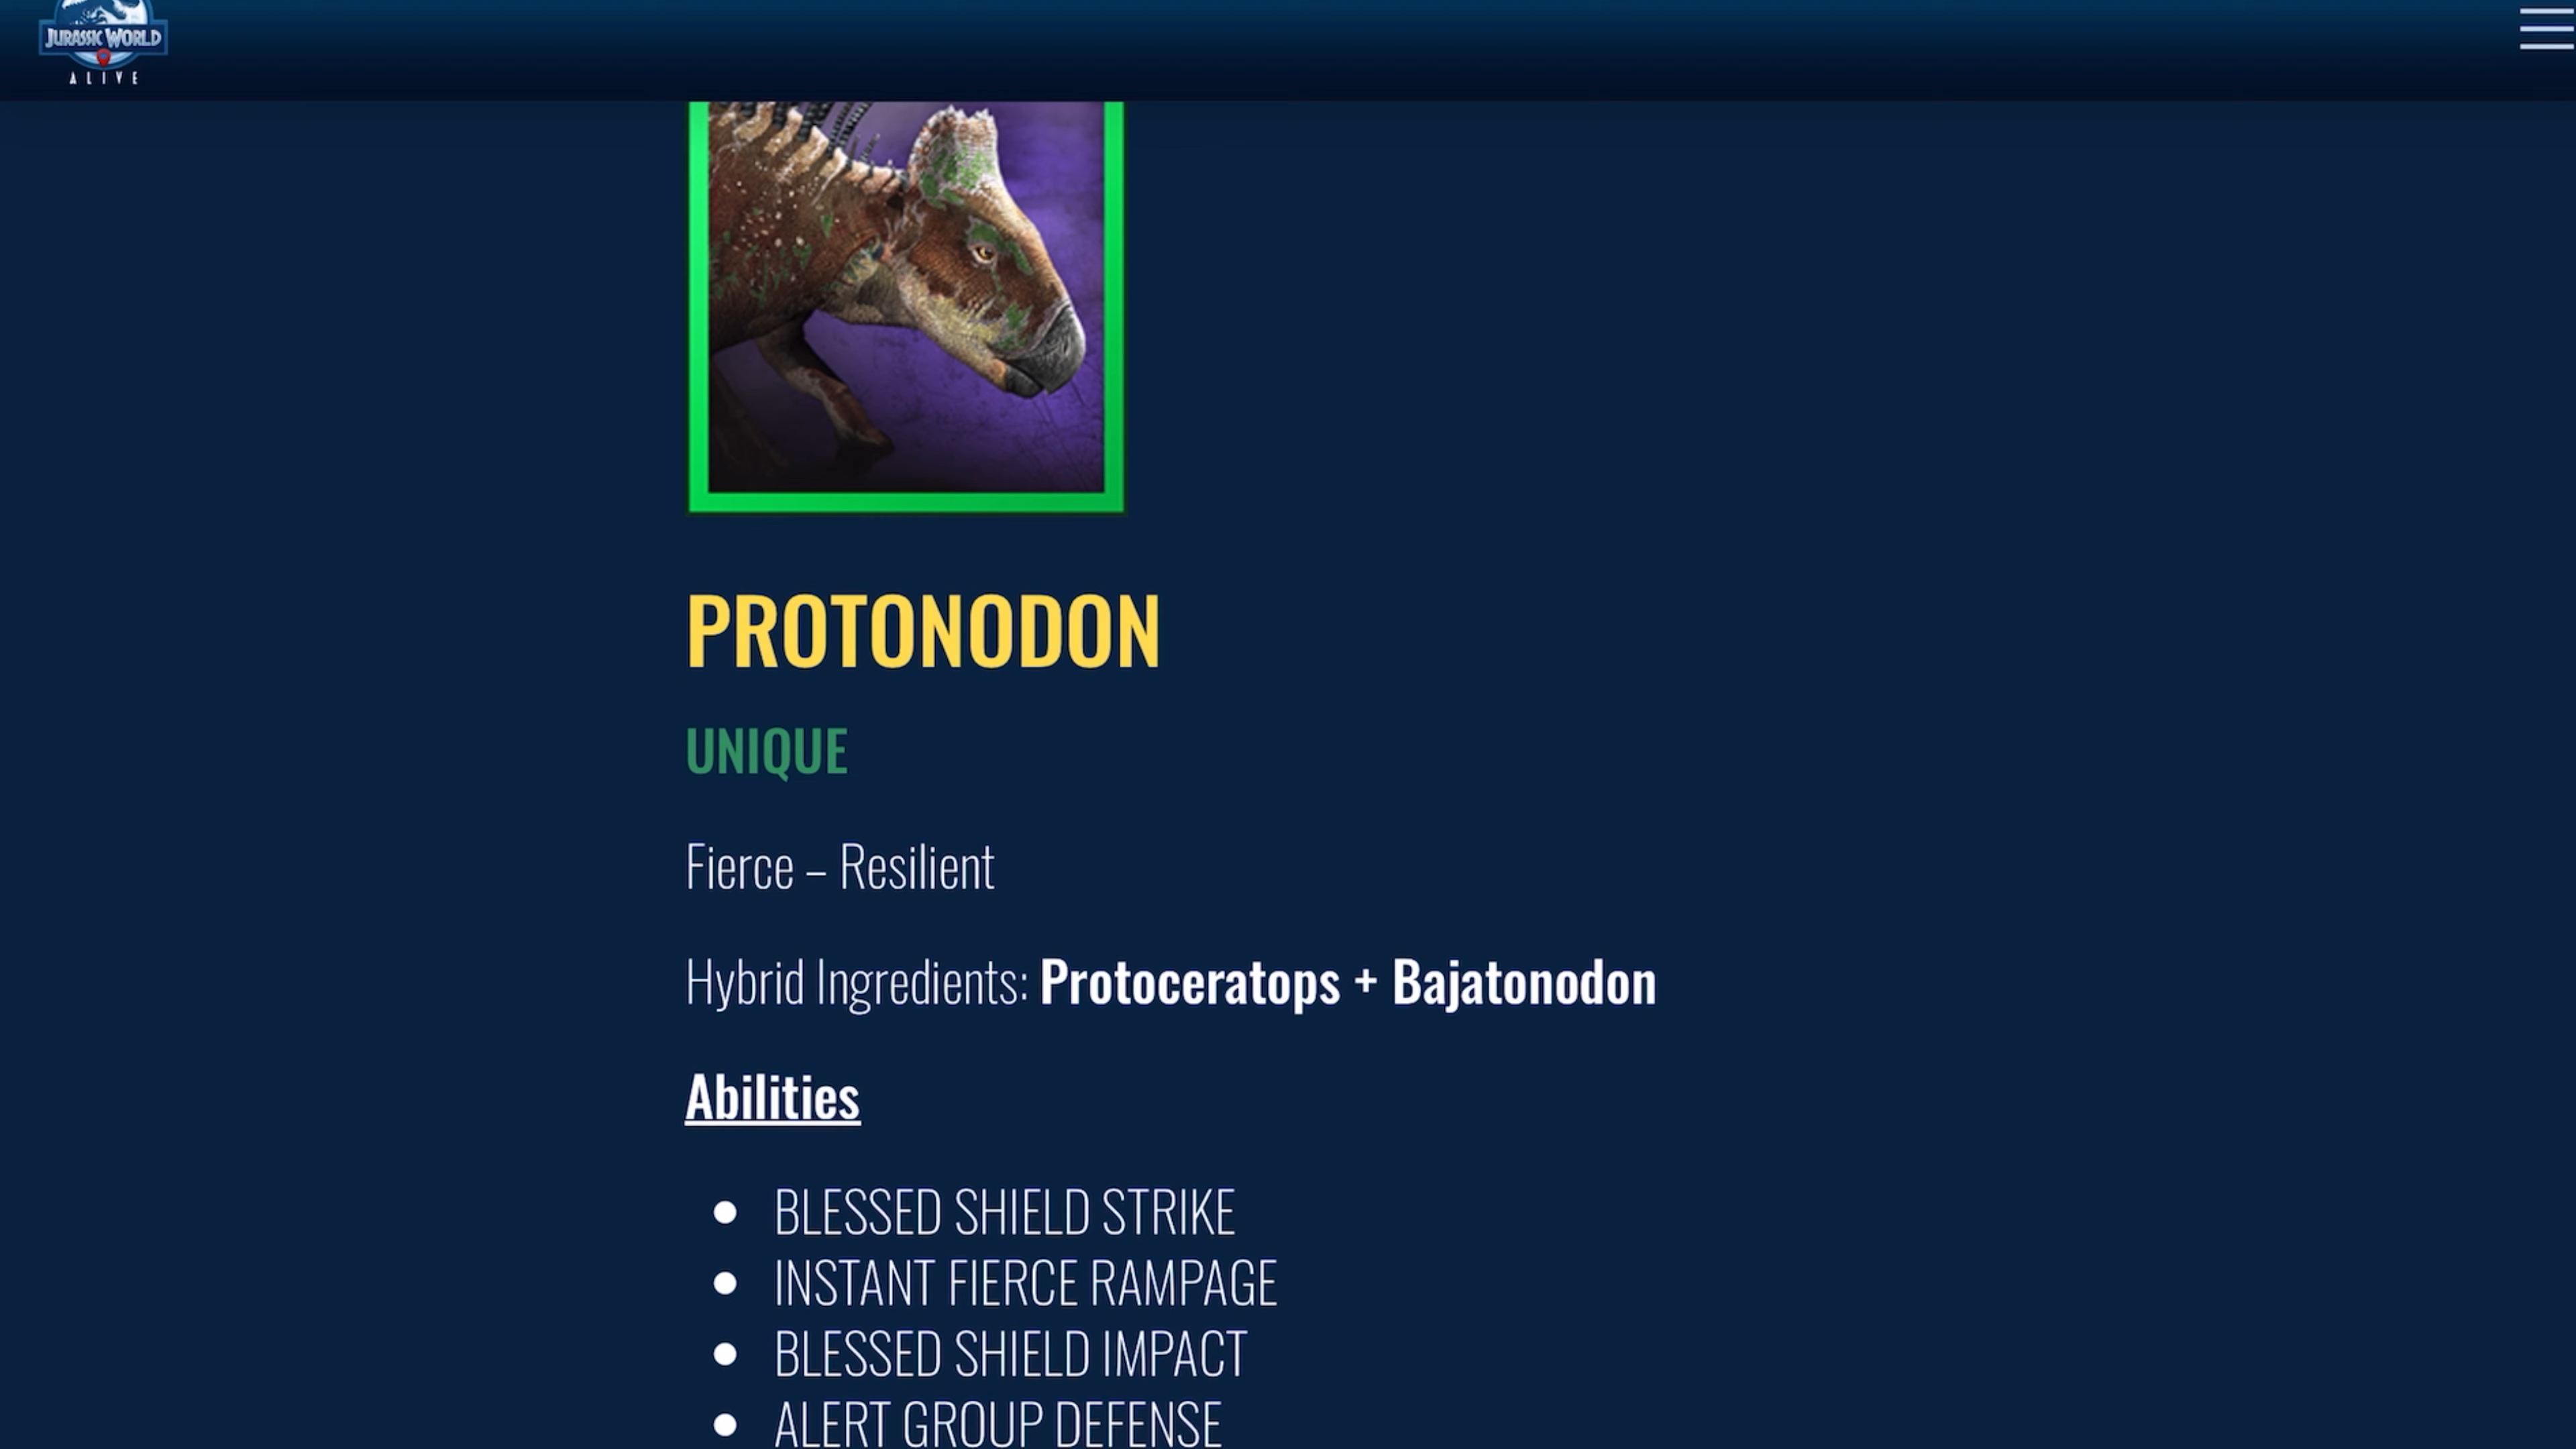 JURASSIC WORLD
ALIVE
PROTONODON
UNIQUE
Fierce – Resilient
Hybrid Ingredients: Protoceratops + Bajatonodon
Abilities
BLESSED SHIELD STRIKE
INSTANT FIERCE RAMPAGE
BLESSED SHIELD IMPACT
ALERT GROUP DEFENSE